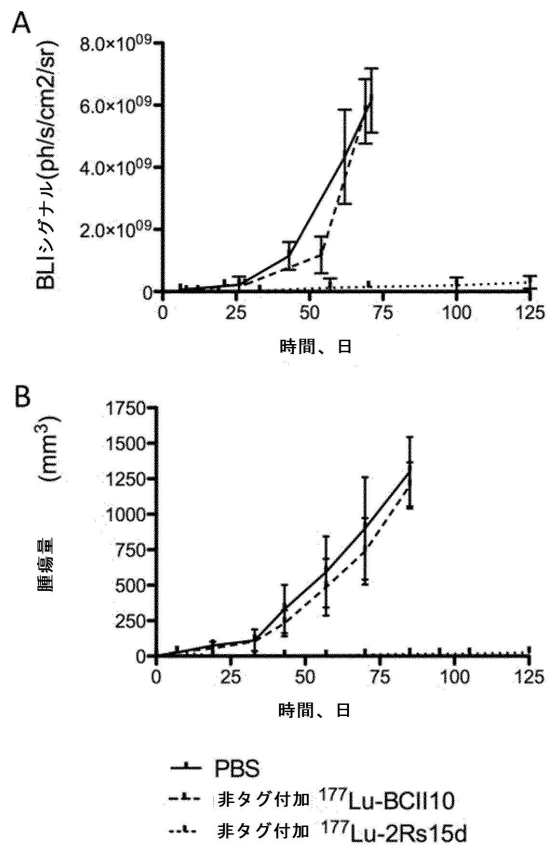 A
BLIシグナル(ph/s/cm2/sr)
8.0×10⁰⁹
6.0×10⁰⁹
4.0×10⁰⁹
2.0×10⁰⁹
0
0 25 50 75 100 125
時間、日
B
腫瘍量 (mm³)
1750
1500
1250
1000
750
500
250
0
0 25 50 75 100 125
時間、日
PBS
非タグ付加 ¹⁷⁷Lu-BCII10
非タグ付加 ¹⁷⁷Lu-2Rs15d